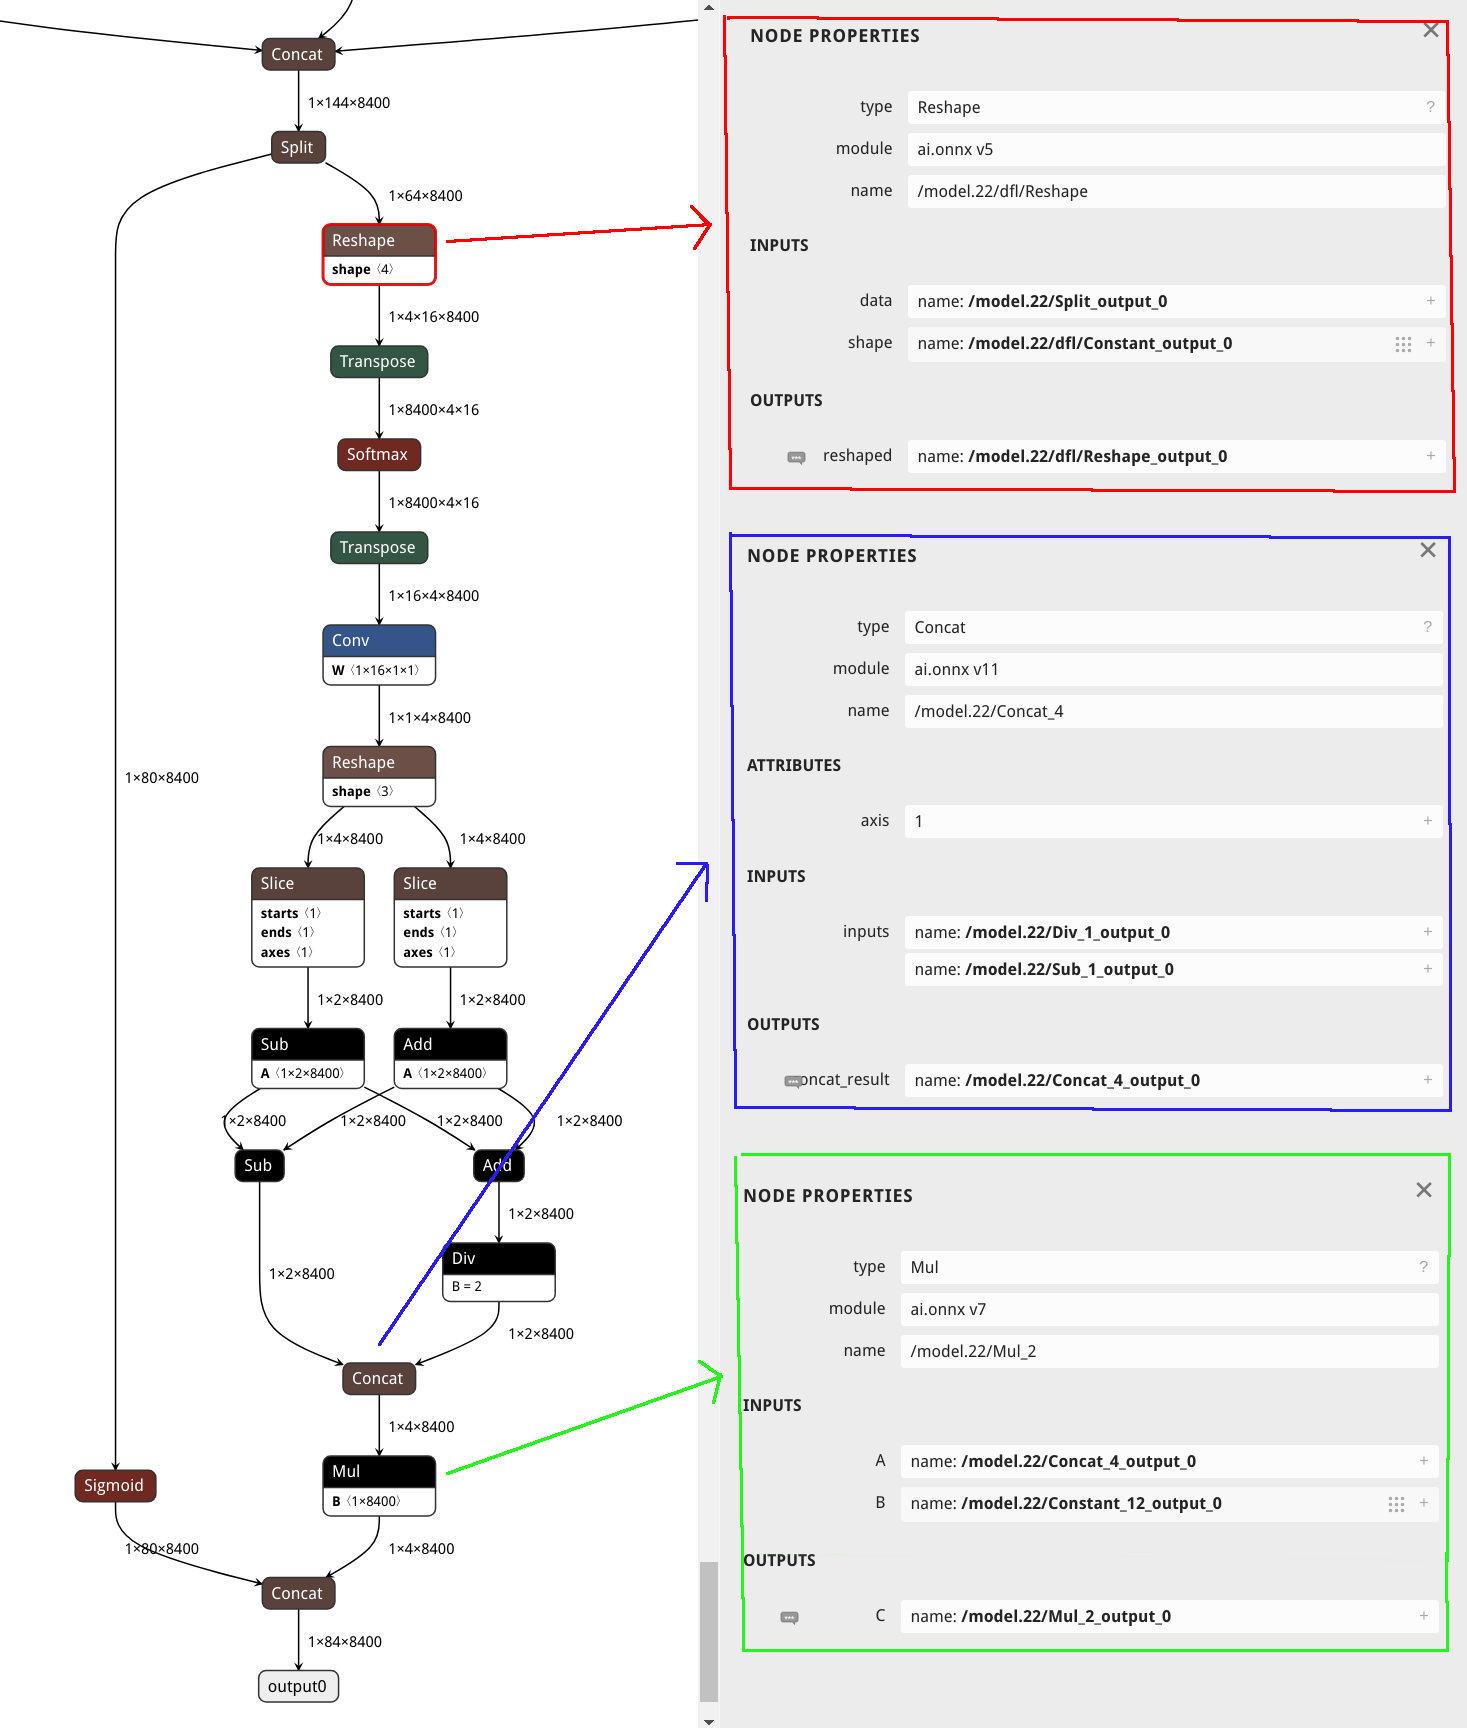 Concat
1×144×8400
Split
1×64×8400
Reshape
shape ⟨4⟩
1×4×16×8400
Transpose
1×8400×4×16
Softmax
1×8400×4×16
Transpose
1×16×4×8400
Conv
W ⟨1×16×1×1⟩
1×1×4×8400
Reshape
shape ⟨3⟩
1×80×8400
1×4×8400
1×4×8400
Slice
starts ⟨1⟩
ends ⟨1⟩
axes ⟨1⟩
Slice
starts ⟨1⟩
ends ⟨1⟩
axes ⟨1⟩
1×2×8400
1×2×8400
Sub
A ⟨1×2×8400⟩
Add
A ⟨1×2×8400⟩
1×2×8400
1×2×8400
1×2×8400
1×2×8400
Sub
Add
1×2×8400
Div
B = 2
1×2×8400
1×2×8400
Concat
1×4×8400
Mul
B ⟨1×8400⟩
Sigmoid
1×80×8400
1×4×8400
Concat
1×84×8400
output0
NODE PROPERTIES
type Reshape ?
module ai.onnx v5
name /model.22/dfl/Reshape
INPUTS
data name: /model.22/Split_output_0 +
shape name: /model.22/dfl/Constant_output_0 +
OUTPUTS
reshaped name: /model.22/dfl/Reshape_output_0 +
NODE PROPERTIES
type Concat ?
module ai.onnx v11
name /model.22/Concat_4
ATTRIBUTES
axis 1 +
INPUTS
inputs name: /model.22/Div_1_output_0 +
name: /model.22/Sub_1_output_0 +
OUTPUTS
oncat_result name: /model.22/Concat_4_output_0 +
NODE PROPERTIES
type Mul ?
module ai.onnx v7
name /model.22/Mul_2
INPUTS
A name: /model.22/Concat_4_output_0 +
B name: /model.22/Constant_12_output_0 +
OUTPUTS
C name: /model.22/Mul_2_output_0 +